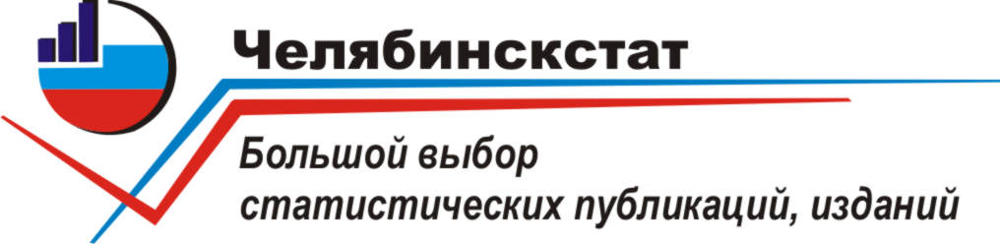 Челябинскстат
Большой выбор
статистических публикаций, изданий